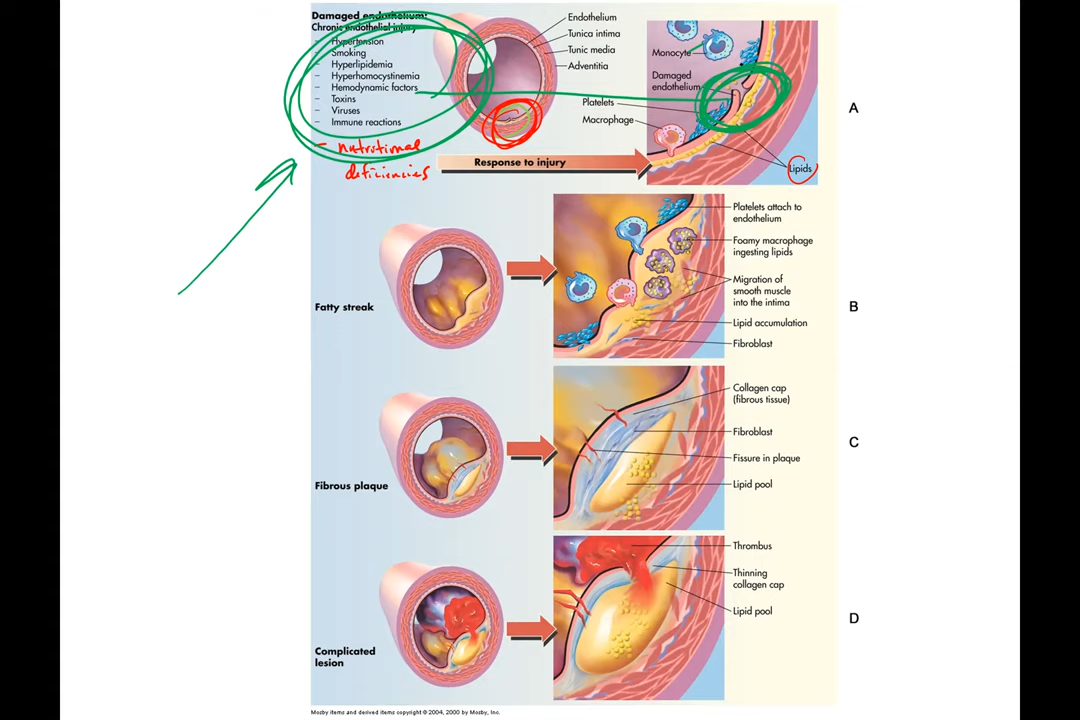 Damaged endothelium:
Chronic endothelial injury
– Hypertension
– Smoking
– Hyperlipidemia
– Hyperhomocystinemia
– Hemodynamic factors
– Toxins
– Viruses
– Immune reactions
– nutritional
deficiencies
Endothelium
Tunica intima
Tunic media
Adventitia
Response to injury
Monocyte
Damaged
endothelium
Platelets
Macrophage
Lipids
A
Fatty streak
Platelets attach to
endothelium
Foamy macrophage
ingesting lipids
Migration of
smooth muscle
into the intima
Lipid accumulation
Fibroblast
B
Fibrous plaque
Collagen cap
(fibrous tissue)
Fibroblast
Fissure in plaque
Lipid pool
C
Complicated
lesion
Thrombus
Thinning
collagen cap
Lipid pool
D
Mosby items and derived items copyright © 2004, 2000 by Mosby, Inc.